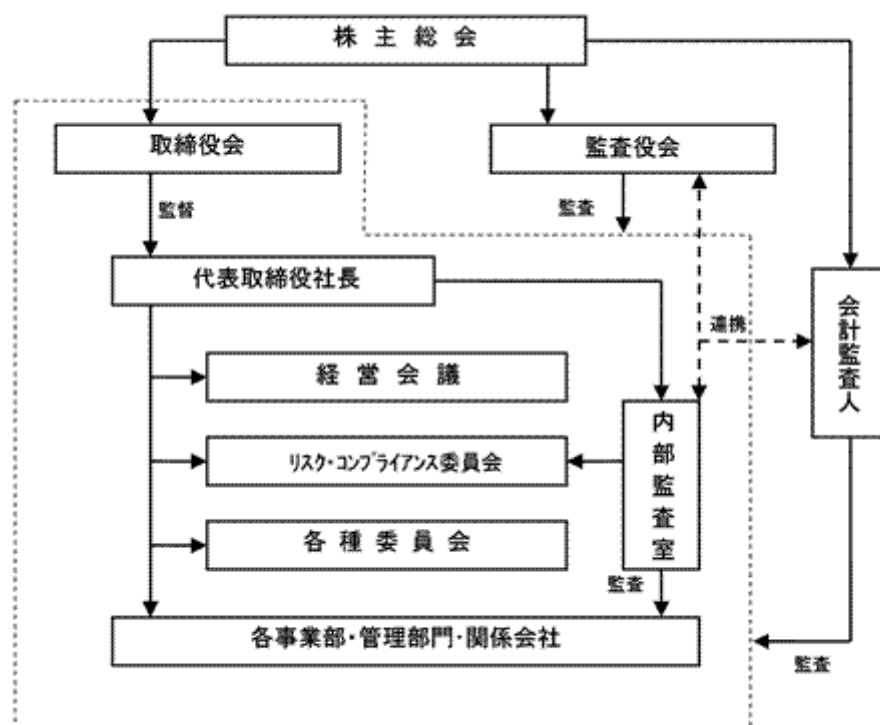 株主総会
取締役会
監査役会
監督
監査
代表取締役社長
連携
会計監査人
経営会議
内部監査室
リスク・コンプライアンス委員会
各種委員会
監査
各事業部・管理部門・関係会社
監査